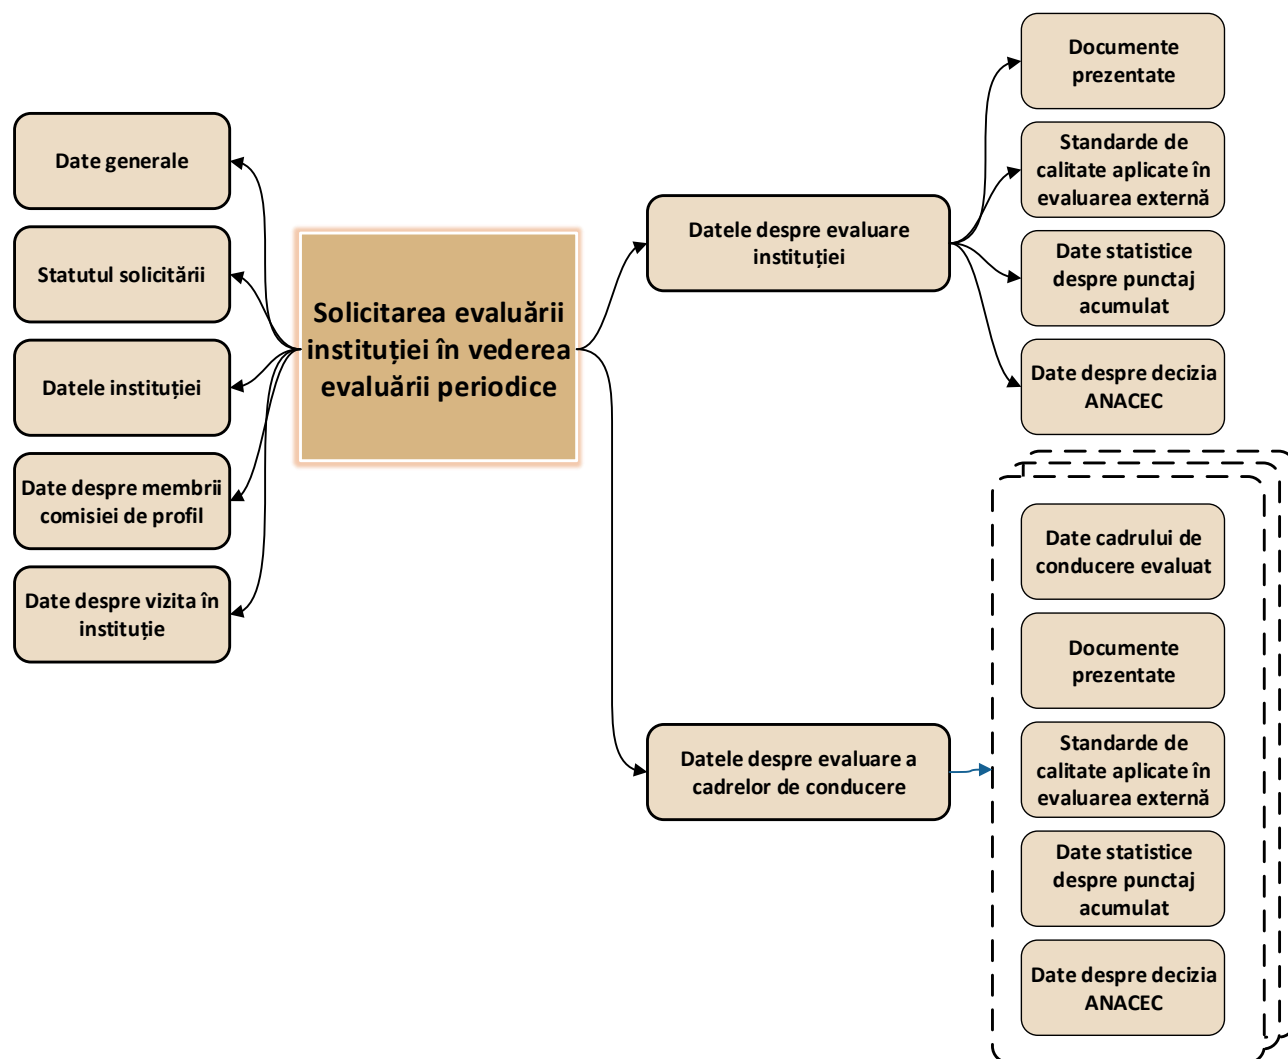 Date generale
Statutul solicitării
Datele instituției
Date despre membrii
comisiei de profil
Date despre vizita în
instituție
Solicitarea evaluării
instituției în vederea
evaluării periodice
Datele despre evaluare
instituției
Datele despre evaluare a
cadrelor de conducere
Documente
prezentate
Standarde de
calitate aplicate în
evaluarea externă
Date statistice
despre punctaj
acumulat
Date despre decizia
ANACEC
Date cadrului de
conducere evaluat
Documente
prezentate
Standarde de
calitate aplicate în
evaluarea externă
Date statistice
despre punctaj
acumulat
Date despre decizia
ANACEC